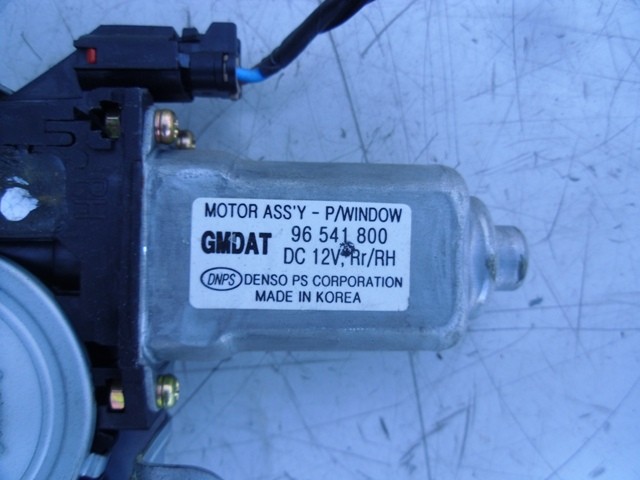 MOTOR ASS'Y - P/WINDOW
GMDAT 96 541 800
DC 12V, Rr/RH
DNPS DENSO PS CORPORATION
MADE IN KOREA